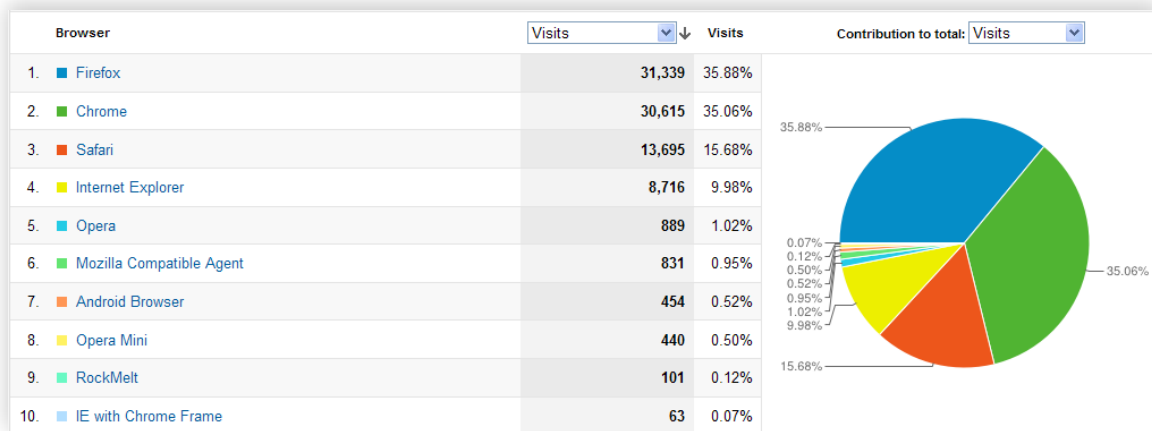 Browser Visits Visits Contribution to total: Visits
1. Firefox 31,339 35.88%
2. Chrome 30,615 35.06%
3. Safari 13,695 15.68%
4. Internet Explorer 8,716 9.98%
5. Opera 889 1.02%
6. Mozilla Compatible Agent 831 0.95%
7. Android Browser 454 0.52%
8. Opera Mini 440 0.50%
9. RockMelt 101 0.12%
10. IE with Chrome Frame 63 0.07%
35.88%
0.07%
0.12%
0.50%
0.52%
0.95%
1.02%
9.98%
15.68%
35.06%